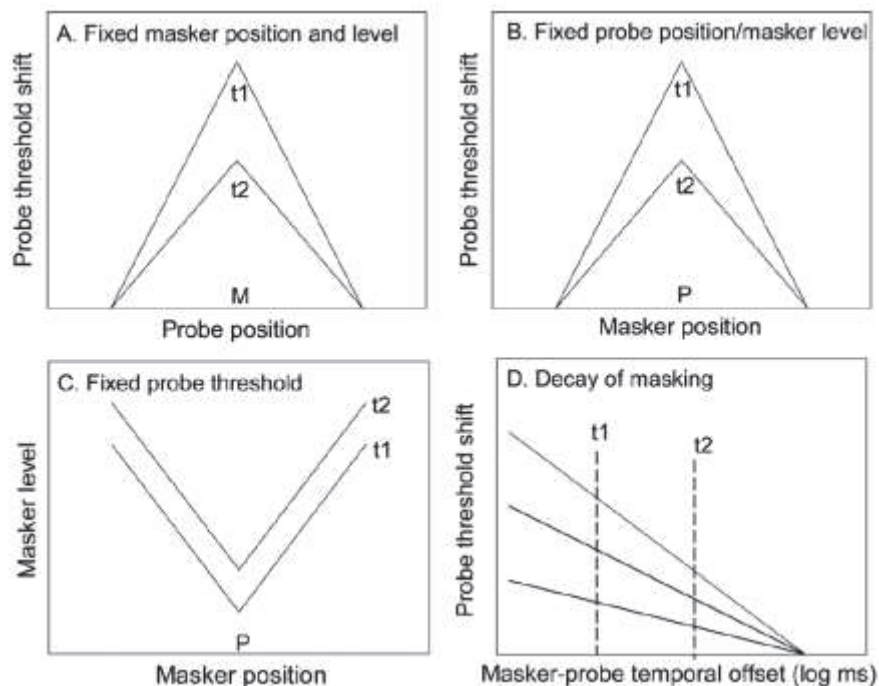 A. Fixed masker position and level
Probe threshold shift
t1
t2
M
Probe position
B. Fixed probe position/masker level
Probe threshold shift
t1
t2
P
Masker position
C. Fixed probe threshold
Masker level
t2
t1
P
Masker position
D. Decay of masking
Probe threshold shift
t1
t2
Masker-probe temporal offset (log ms)